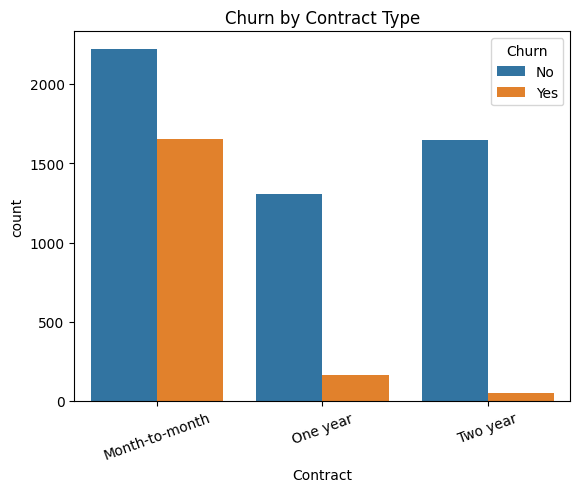 Churn by Contract Type
Churn
No
Yes
count
2000
1500
1000
500
0
Month-to-month
One year
Two year
Contract